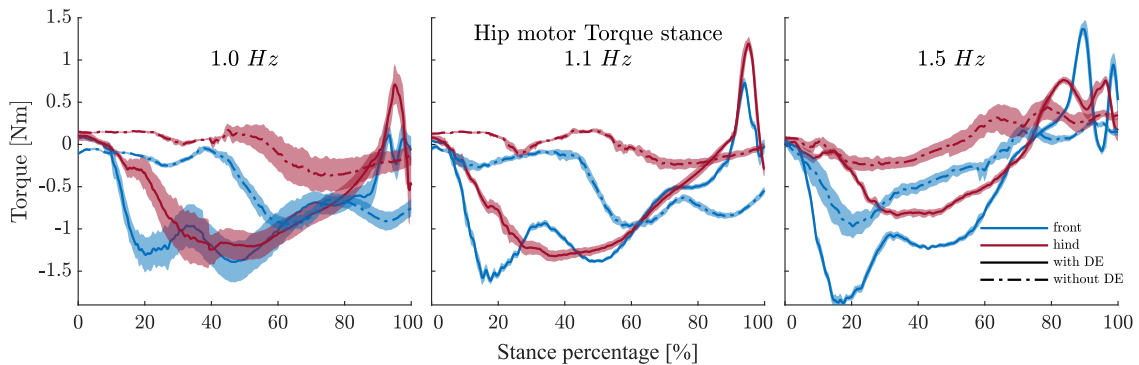 Hip motor Torque stance
1.0 Hz
1.1 Hz
1.5 Hz
Torque [Nm]
1.5
1
0.5
0
-0.5
-1
-1.5
front
hind
with DE
without DE
0 20 40 60 80 100
0 20 40 60 80 100
0 20 40 60 80 100
Stance percentage [%]